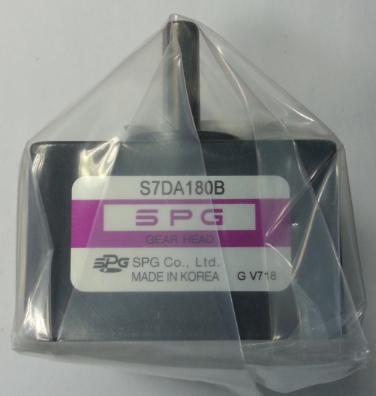 S7DA180B
SPG
GEAR HEAD
SPG SPG Co., Ltd.
MADE IN KOREA G V718